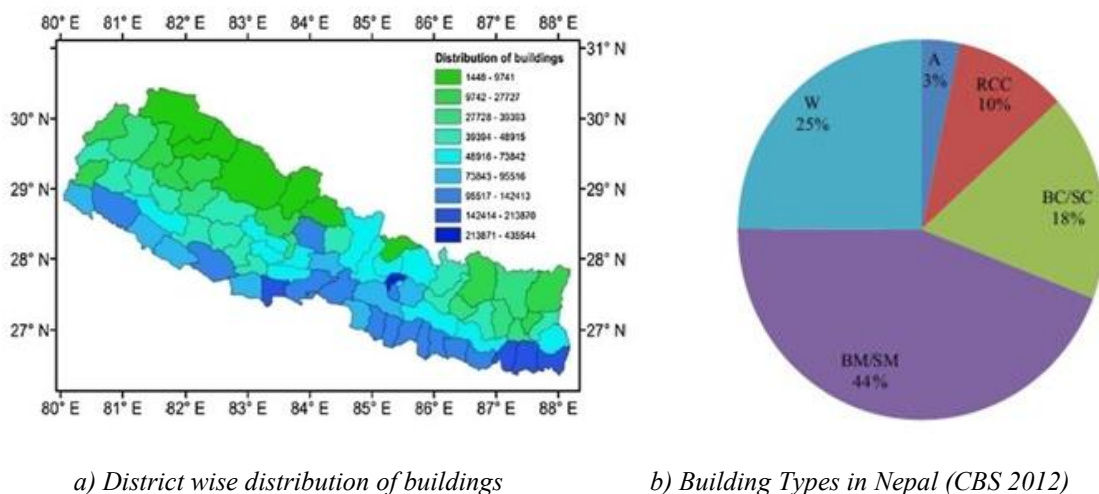 80° E 81° E 82° E 83° E 84° E 85° E 86° E 87° E 88° E
31° N
30° N 30° N
29° N 29° N
28° N 28° N
27° N 27° N
80° E 81° E 82° E 83° E 84° E 85° E 86° E 87° E 88° E
Distribution of buildings
1448 - 9741
9742 - 27727
27728 - 39393
39394 - 48915
48916 - 73842
73843 - 95516
95517 - 142413
142414 - 213870
213871 - 435544
A
3%
RCC
10%
BC/SC
18%
BM/SM
44%
W
25%
a) District wise distribution of buildings
b) Building Types in Nepal (CBS 2012)